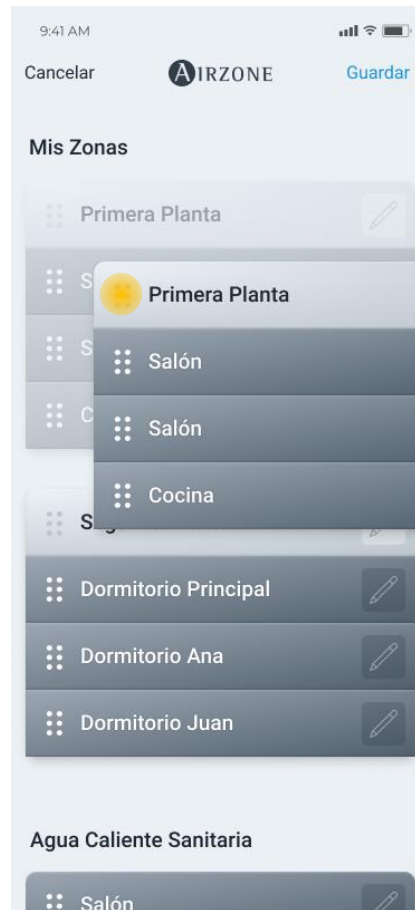 9:41 AM
Cancelar
AIRZONE
Guardar
Mis Zonas
Primera Planta
S
Primera Planta
S
Salón
C
Salón
S
Cocina
Dormitorio Principal
Dormitorio Ana
Dormitorio Juan
Agua Caliente Sanitaria
Salón